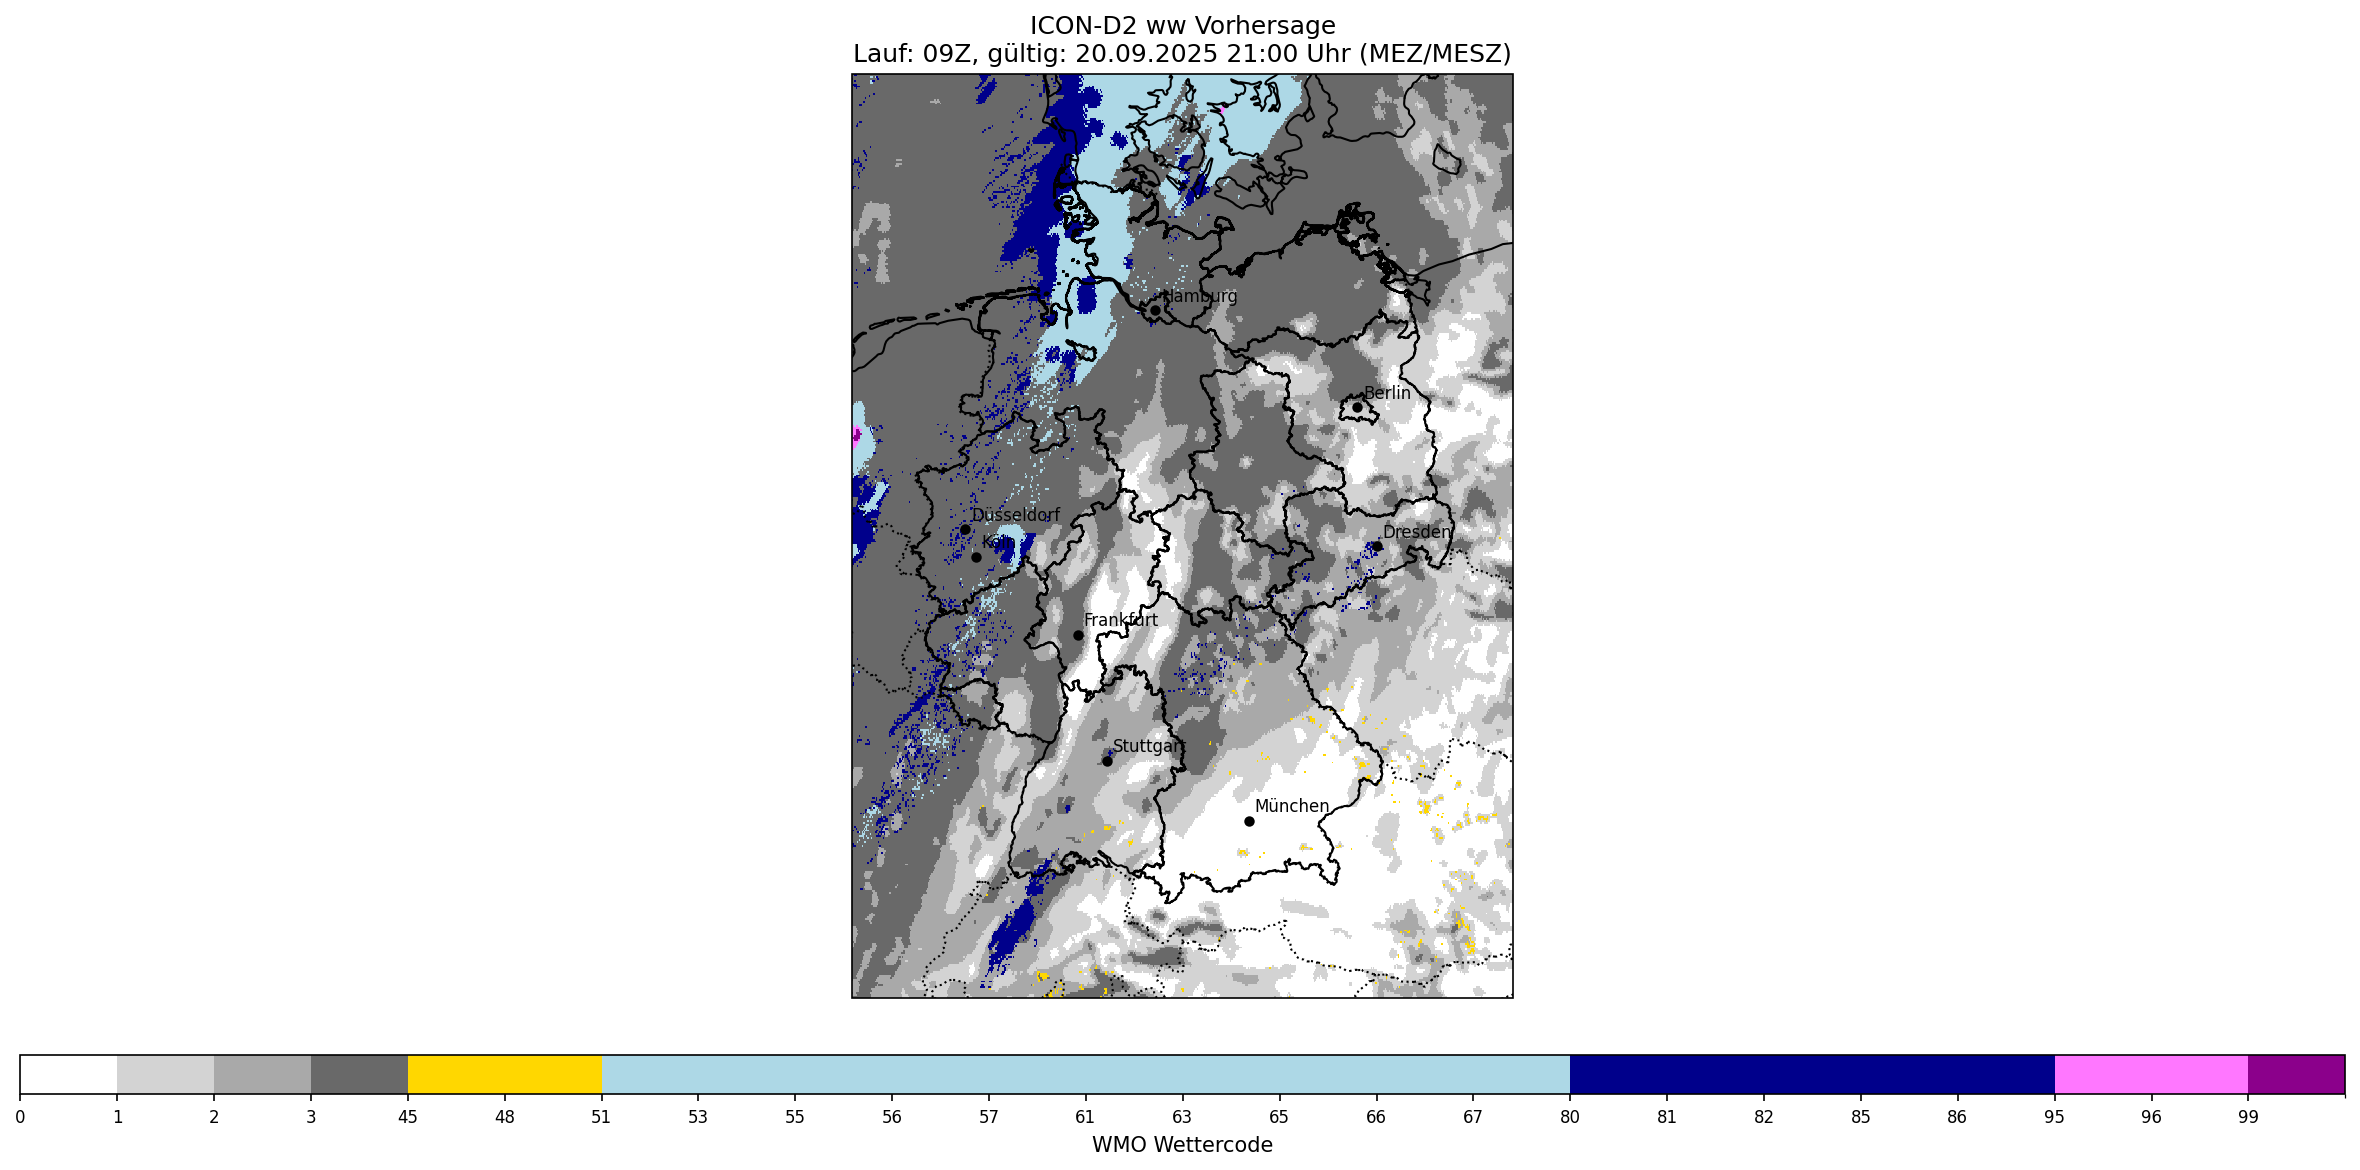 ICON-D2 ww Vorhersage
Lauf: 09Z, gültig: 20.09.2025 21:00 Uhr (MEZ/MESZ)
Hamburg
Berlin
Düsseldorf
Köln
Dresden
Frankfurt
Stuttgart
München
0 1 2 3 45 48 51 53 55 56 57 61 63 65 66 67 80 81 82 85 86 95 96 99
WMO Wettercode